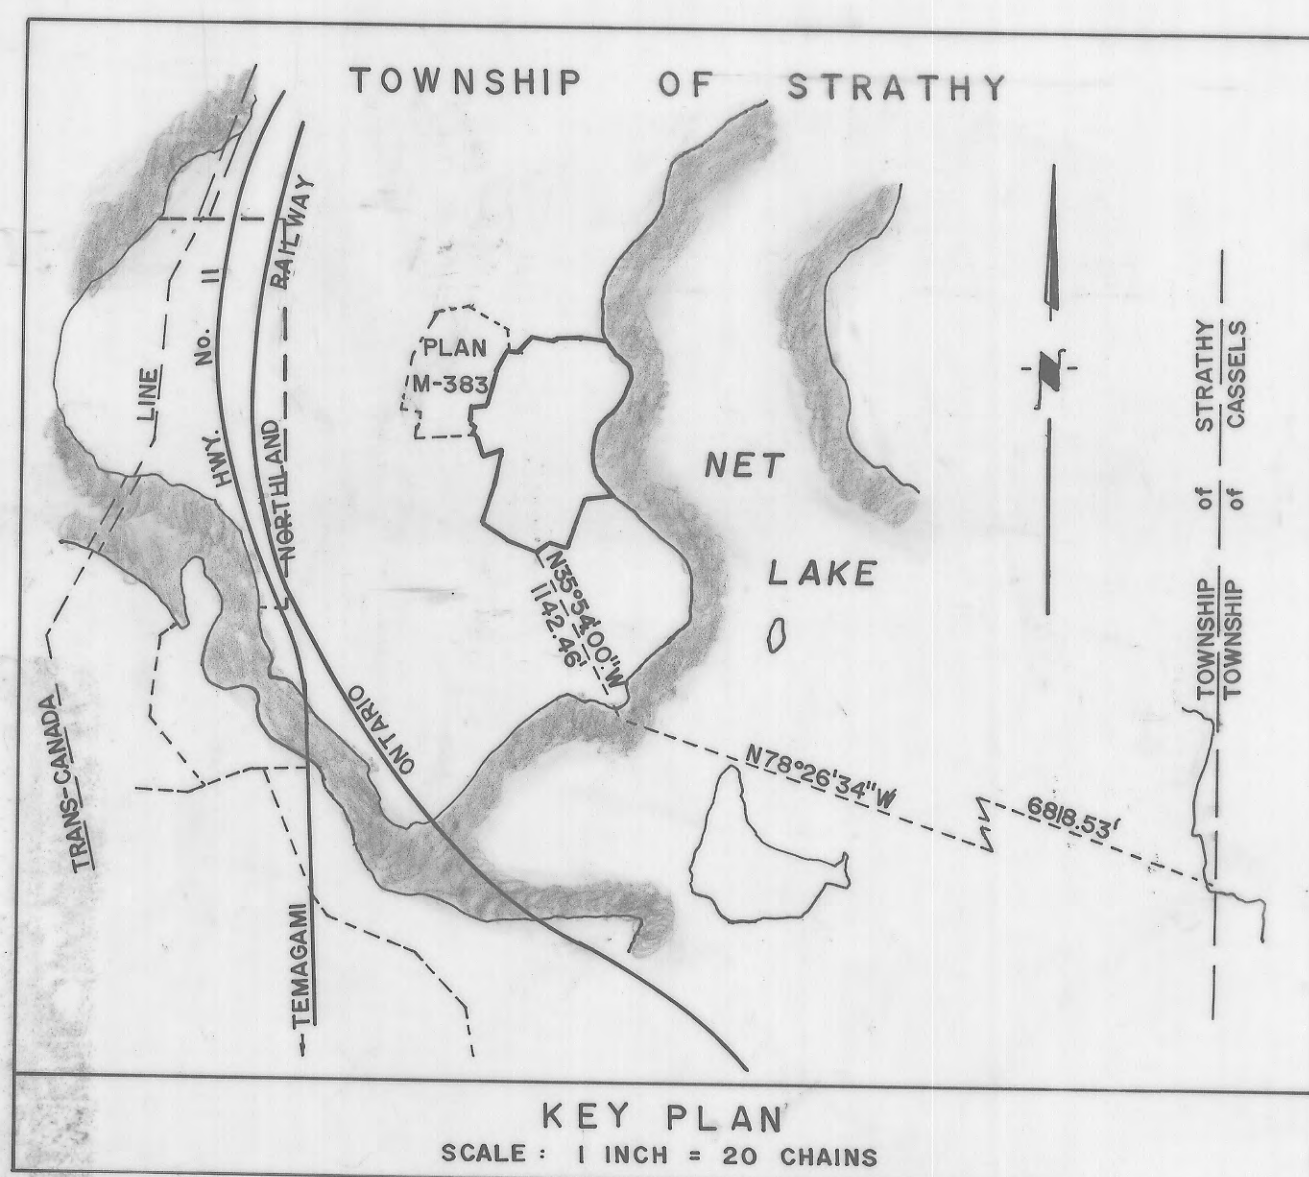 TOWNSHIP OF STRATHY
RAILWAY
NORTHLAND
ONTARIO
HWY. No. 11
LINE
TRANS-CANADA
PLAN
M-383
NET
LAKE
N35°54'00"W
1142.46'
N78°26'34"W
6818.53'
TOWNSHIP of STRATHY
TOWNSHIP of CASSELS
TEMAGAMI
KEY PLAN
SCALE : 1 INCH = 20 CHAINS